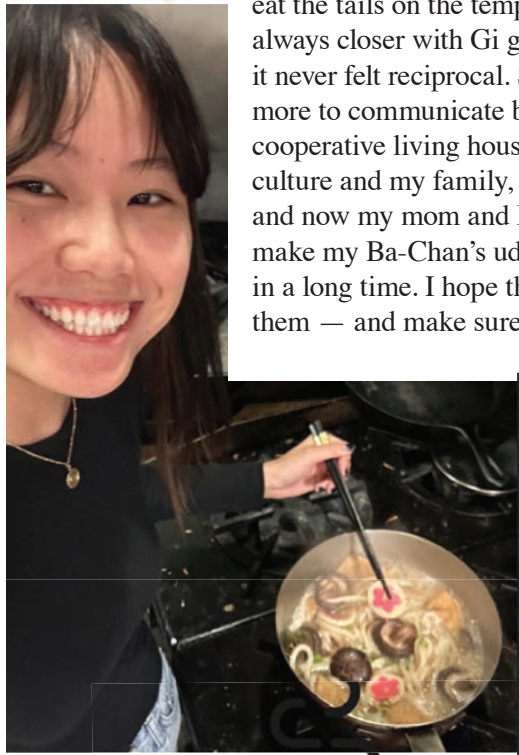 eat the tails on the temp
always closer with Gi g
it never felt reciprocal.
more to communicate b
cooperative living hous
culture and my family,
and now my mom and
make my Ba-Chan’s ud
in a long time. I hope th
them — and make sure